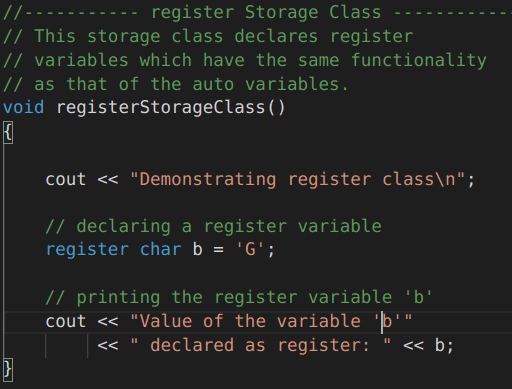 //----------- register Storage Class -----------
// This storage class declares register
// variables which have the same functionality
// as that of the auto variables.
void registerStorageClass()
{
cout << "Demonstrating register class\n";
// declaring a register variable
register char b = 'G';
// printing the register variable 'b'
cout << "Value of the variable 'b'"
<< " declared as register: " << b;
}